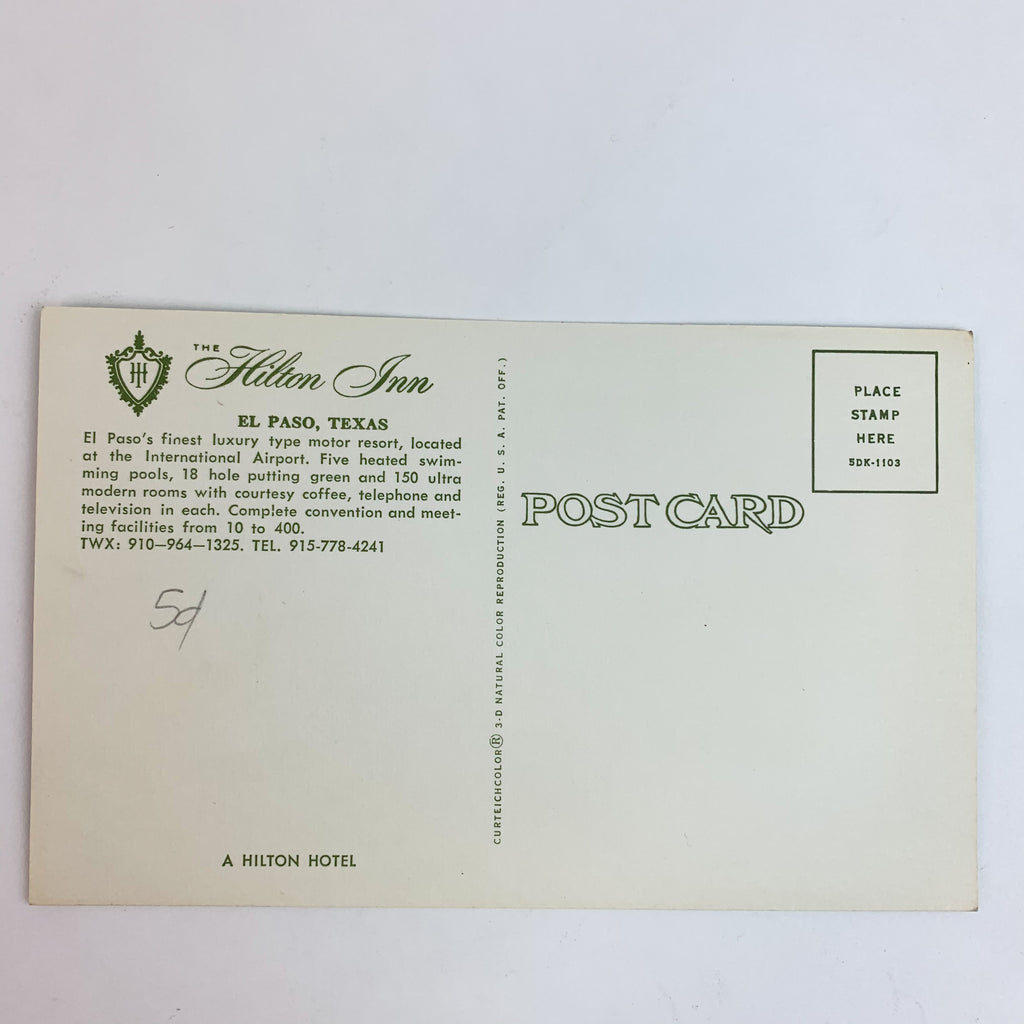 THE Hilton Inn
EL PASO, TEXAS
El Paso's finest luxury type motor resort, located
at the International Airport. Five heated swim-
ming pools, 18 hole putting green and 150 ultra
modern rooms with courtesy coffee, telephone and
television in each. Complete convention and meet-
ing facilities from 10 to 400.
TWX: 910—964—1325. TEL. 915-778-4241
5¢
A HILTON HOTEL
CURTEICHCOLOR® 3-D NATURAL COLOR REPRODUCTION (REG. U. S. A. PAT. OFF.)
POST CARD
PLACE
STAMP
HERE
5DK-1103